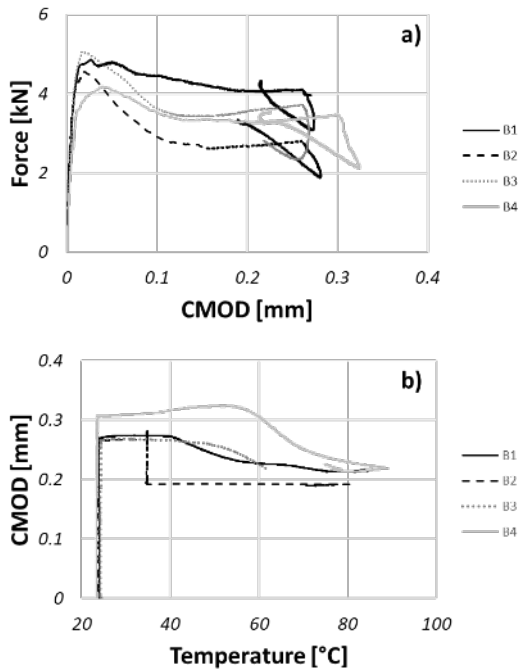 a)
6
4
2
0
Force [kN]
0
0.1
0.2
0.3
0.4
CMOD [mm]
B1
B2
B3
B4
b)
0.4
0.3
0.2
0.1
0
CMOD [mm]
20
40
60
80
100
Temperature [°C]
B1
B2
B3
B4